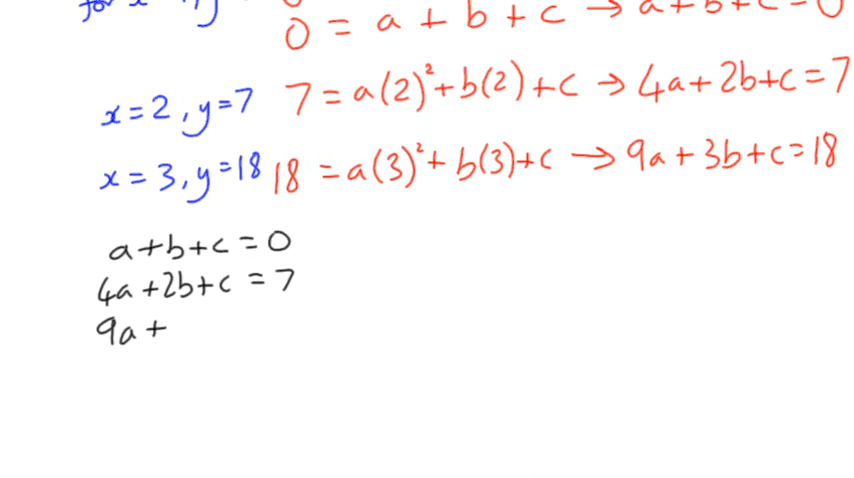 for x
0 = a + b + c → a + b + c = 0
x = 2, y = 7 7 = a(2)² + b(2) + c → 4a + 2b + c = 7
x = 3, y = 18 18 = a(3)² + b(3) + c → 9a + 3b + c = 18
a + b + c = 0
4a + 2b + c = 7
9a +